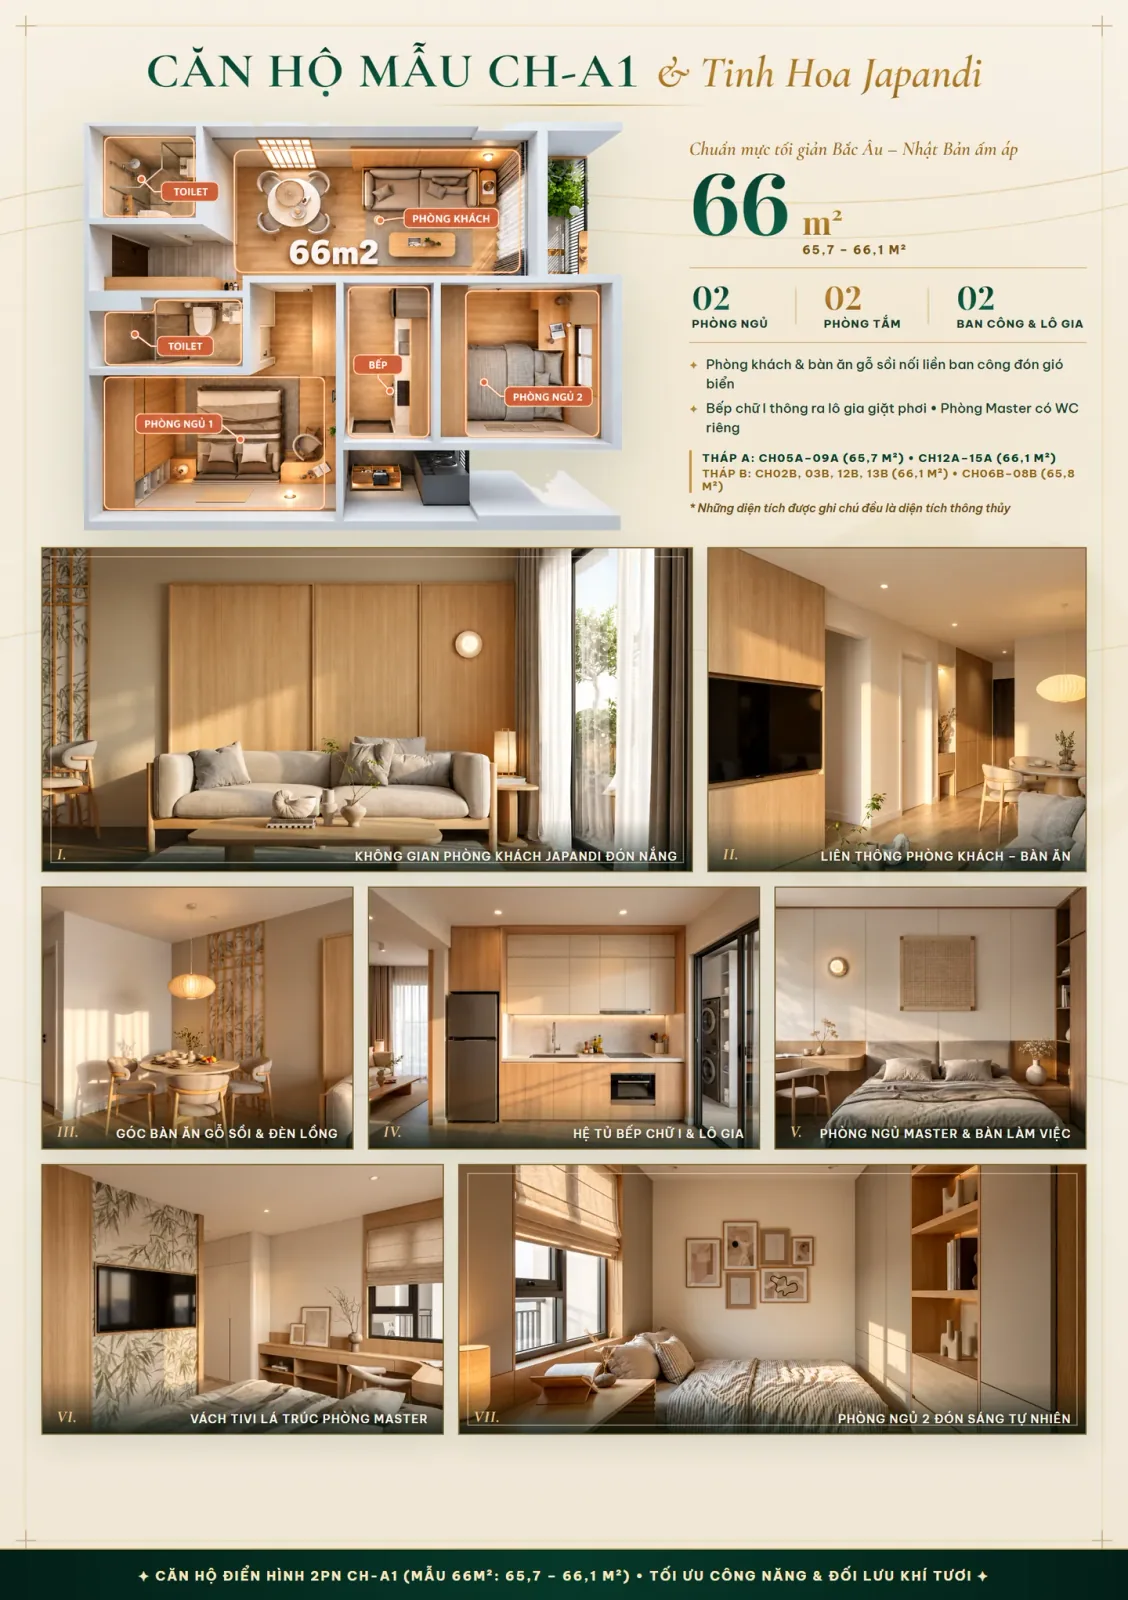 CĂN HỘ MẪU CH-A1 & Tinh Hoa Japandi
TOILET
PHÒNG KHÁCH
66m2
TOILET
BẾP
PHÒNG NGỦ 2
PHÒNG NGỦ 1
Chuẩn mực tối giản Bắc Âu – Nhật Bản ấm áp
66 m²
65,7 – 66,1 M²
02
PHÒNG NGỦ
02
PHÒNG TẮM
02
BAN CÔNG & LÔ GIA
✦ Phòng khách & bàn ăn gỗ sồi nối liền ban công đón gió
biển
✦ Bếp chữ I thông ra lô gia giặt phơi • Phòng Master có WC
riêng
THÁP A: CH05A–09A (65,7 M²) • CH12A–15A (66,1 M²)
THÁP B: CH02B, 03B, 12B, 13B (66,1 M²) • CH06B–08B (65,8
M²)
* Những diện tích được ghi chú đều là diện tích thông thủy
I. KHÔNG GIAN PHÒNG KHÁCH JAPANDI ĐÓN NẮNG
II. LIÊN THÔNG PHÒNG KHÁCH – BÀN ĂN
III. GÓC BÀN ĂN GỖ SỒI & ĐÈN LỒNG
IV. HỆ TỦ BẾP CHỮ I & LÔ GIA
V. PHÒNG NGỦ MASTER & BÀN LÀM VIỆC
VI. VÁCH TIVI LÁ TRÚC PHÒNG MASTER
VII. PHÒNG NGỦ 2 ĐÓN SÁNG TỰ NHIÊN
✦ CĂN HỘ ĐIỂN HÌNH 2PN CH-A1 (MẪU 66M²: 65,7 – 66,1 M²) • TỐI ƯU CÔNG NĂNG & ĐỐI LƯU KHÍ TƯƠI ✦